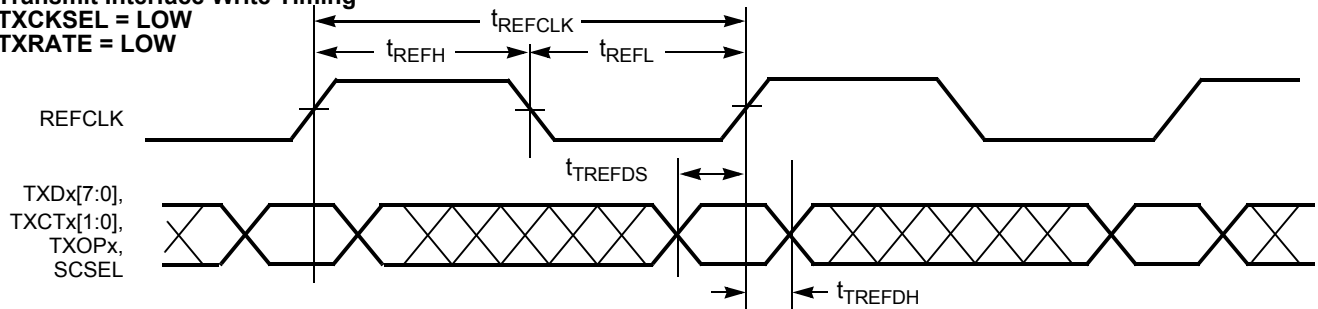 Transmit Interface Write Timing
TXCKSEL = LOW
TXRATE = LOW
tREFCLK
tREFH
tREFL
REFCLK
tTREFDS
TXDx[7:0],
TXCTx[1:0],
TXOPx,
SCSEL
tTREFDH